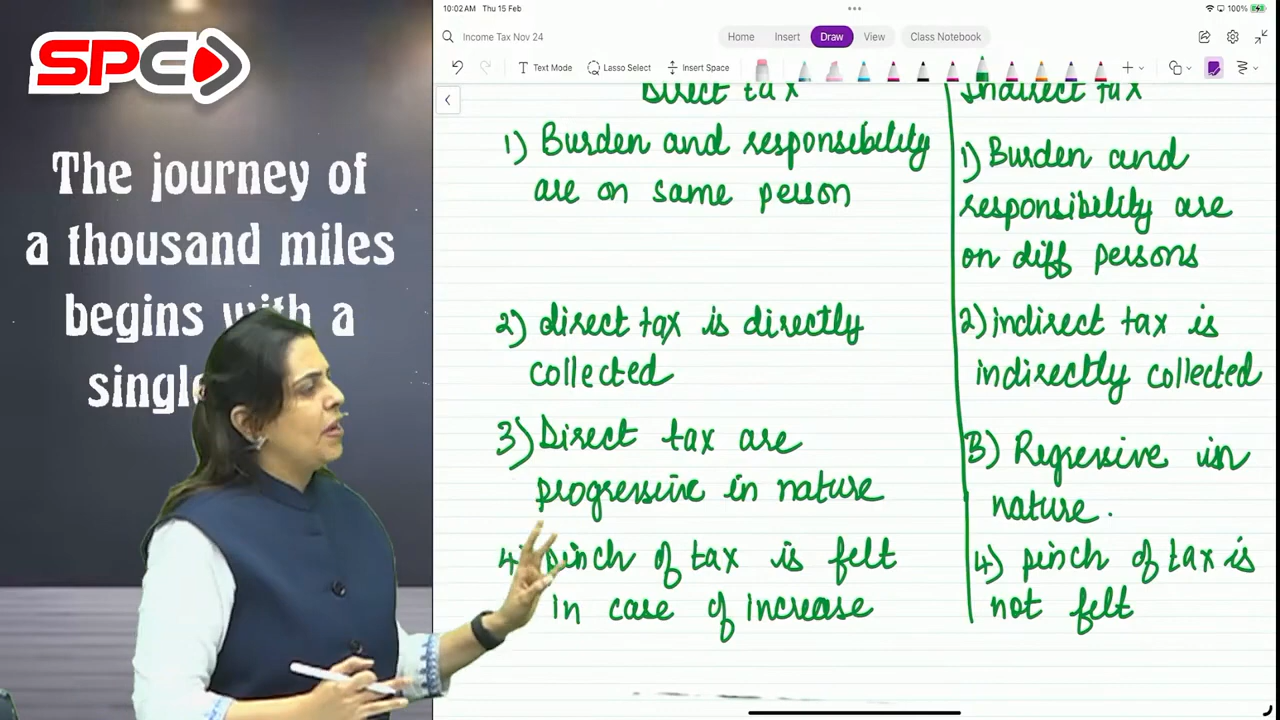 10:02 AM Thu 15 Feb
100%
SPC
The journey of
a thousand miles
begins with a
single
Income Tax Nov 24
Home Insert Draw View Class Notebook
Text Mode Lasso Select Insert Space
Direct tax
1) Burden and responsibility
are on same person
2) direct tax is directly
collected
3) Direct tax are
progressive in nature
4) pinch of tax is felt
in case of increase
Indirect tax
1) Burden and
responsibility are
on diff persons
2) indirect tax is
indirectly collected
3) Regressive in
nature.
4) pinch of tax is
not felt